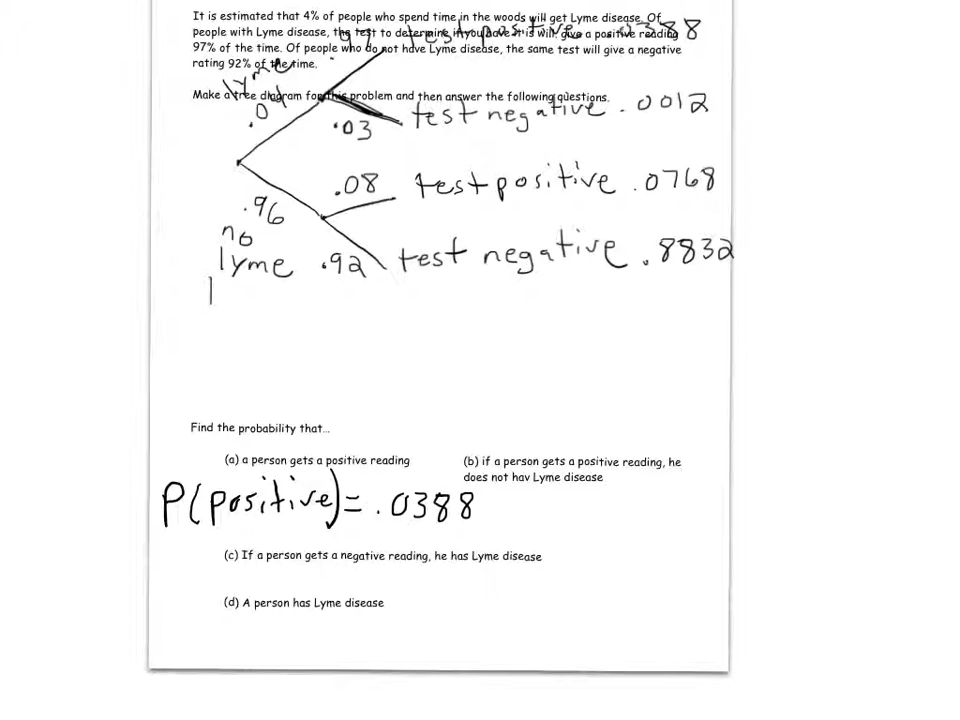 It is estimated that 4% of people who spend time in the woods will get Lyme disease. Of
people with Lyme disease, the test to determine if you have it is will give a positive reading
97% of the time. Of people who do not have Lyme disease, the same test will give a negative
rating 92% of the time.
.97 test positive .0388
lyme
Make a tree diagram for this problem and then answer the following questions.
.04
.03 test negative .0012
.08 test positive .0768
.96
no
lyme .92 test negative .8832
Find the probability that...
(a) a person gets a positive reading
(b) if a person gets a positive reading, he
does not hav Lyme disease
P(positive)= .0388
(c) If a person gets a negative reading, he has Lyme disease
(d) A person has Lyme disease